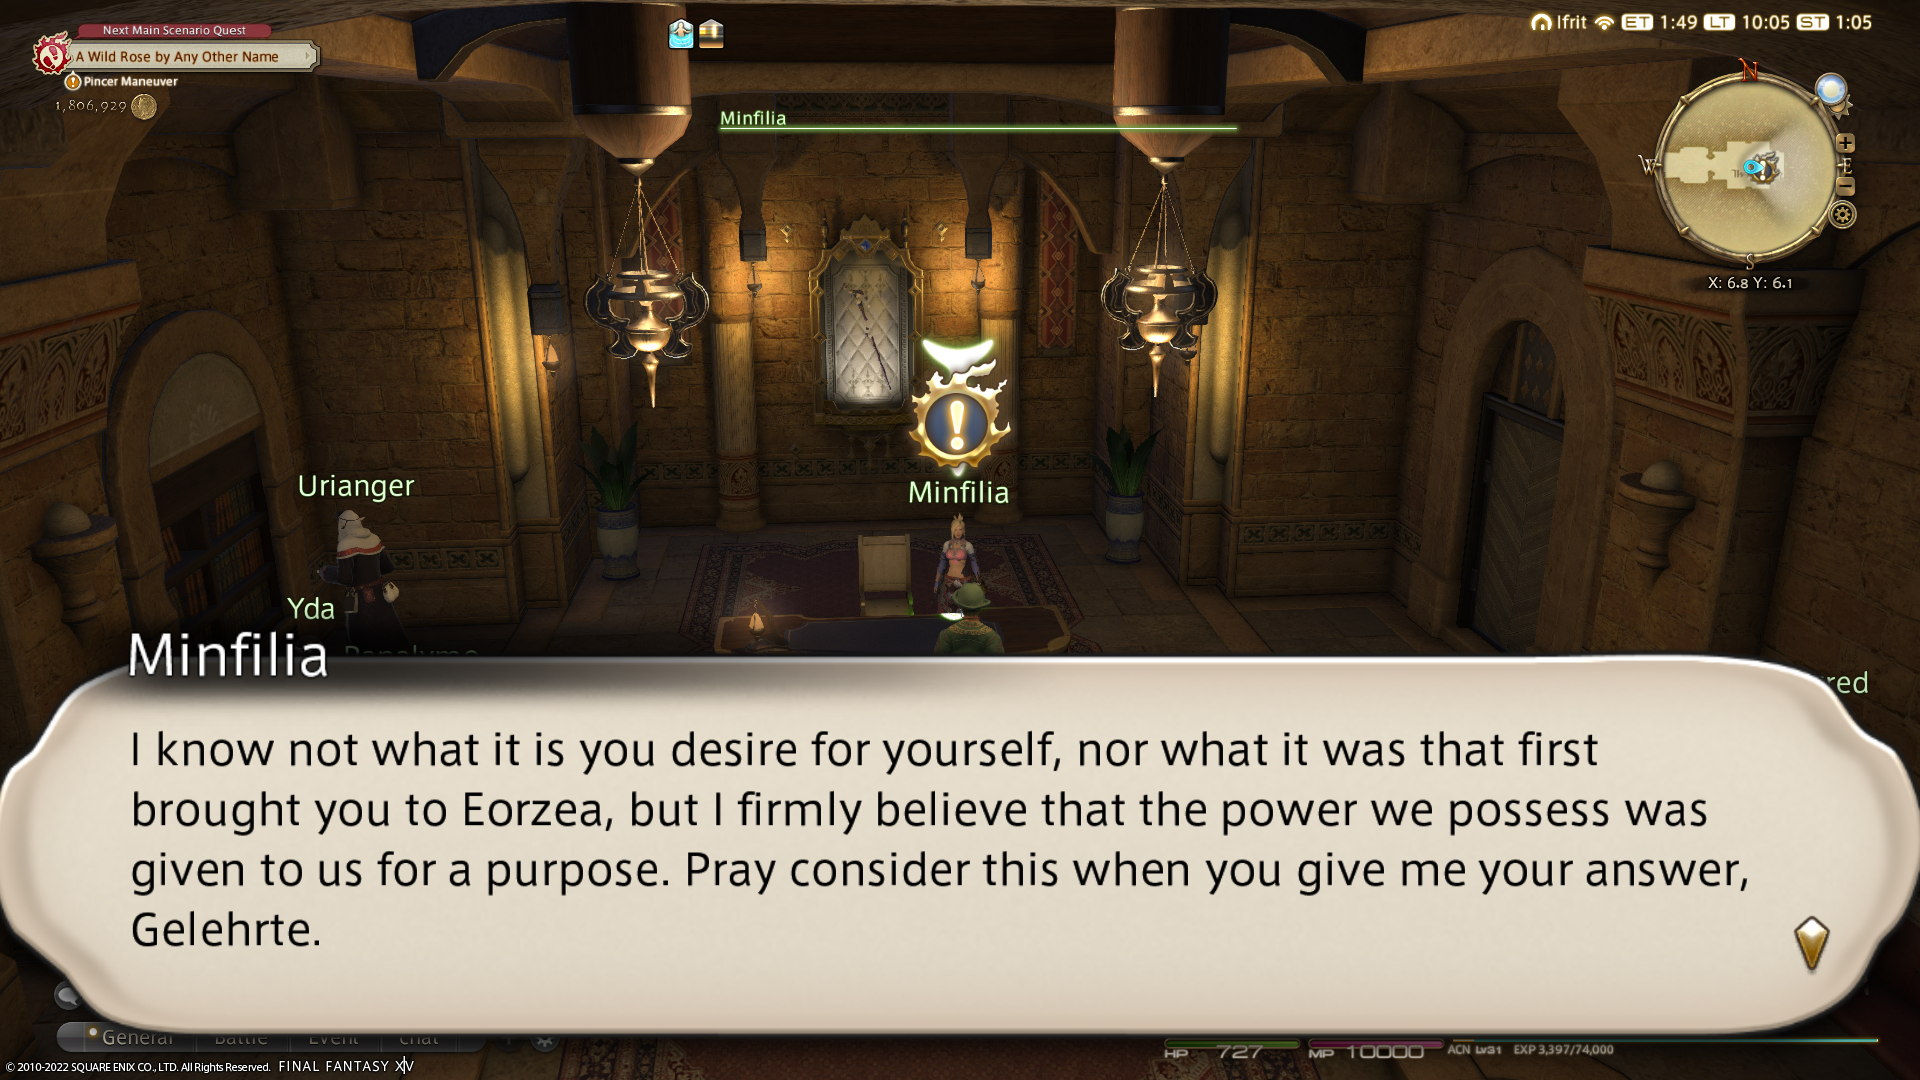 Next Main Scenario Quest
A Wild Rose by Any Other Name
Pincer Maneuver
1,806,929
Ifrit ET 1:49 LT 10:05 ST 1:05
N
W
E
S
X: 6.8 Y: 6.1
Minfilia
Urianger
Minfilia
Yda
Papalymo
red
Minfilia
I know not what it is you desire for yourself, nor what it was that first
brought you to Eorzea, but I firmly believe that the power we possess was
given to us for a purpose. Pray consider this when you give me your answer,
Gelehrte.
General Battle Event Chat
HP 727 MP 10000 ACN Lv31 EXP 3,397/74,000
© 2010-2022 SQUARE ENIX CO., LTD. All Rights Reserved. FINAL FANTASY XIV